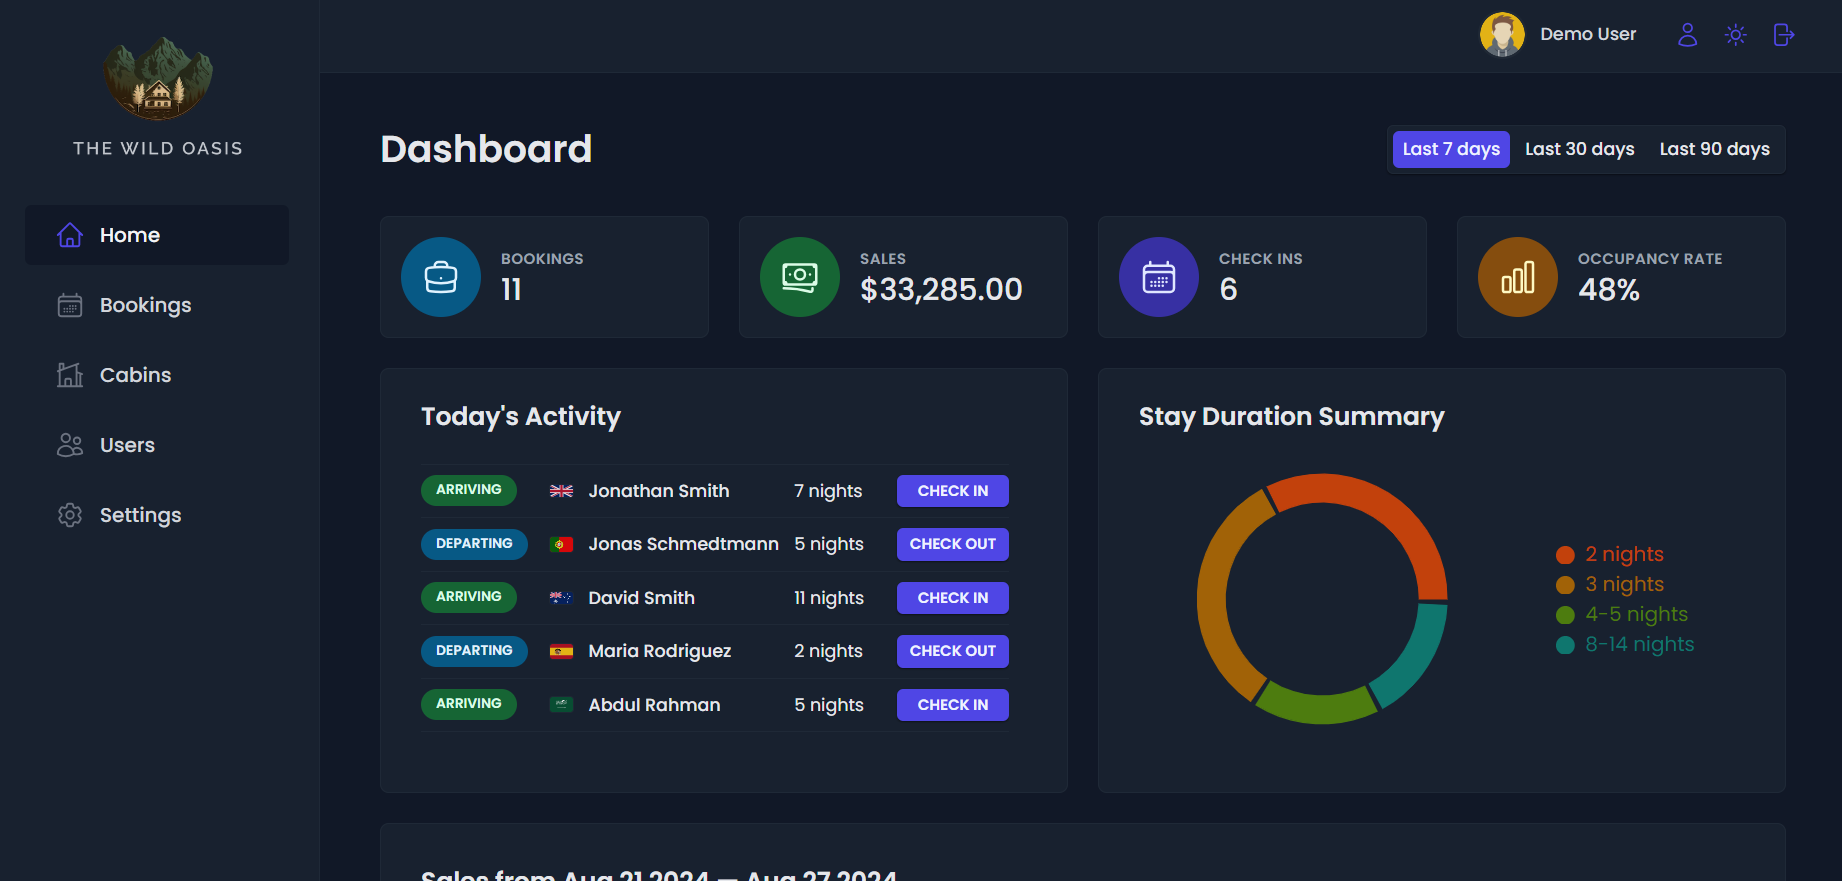 THE WILD OASIS
Home
Bookings
Cabins
Users
Settings
Demo User
Dashboard
Last 7 days
Last 30 days
Last 90 days
BOOKINGS
11
SALES
$33,285.00
CHECK INS
6
OCCUPANCY RATE
48%
Today's Activity
ARRIVING Jonathan Smith 7 nights CHECK IN
DEPARTING Jonas Schmedtmann 5 nights CHECK OUT
ARRIVING David Smith 11 nights CHECK IN
DEPARTING Maria Rodriguez 2 nights CHECK OUT
ARRIVING Abdul Rahman 5 nights CHECK IN
Stay Duration Summary
2 nights
3 nights
4-5 nights
8-14 nights
Sales from Aug 21 2024 — Aug 27 2024